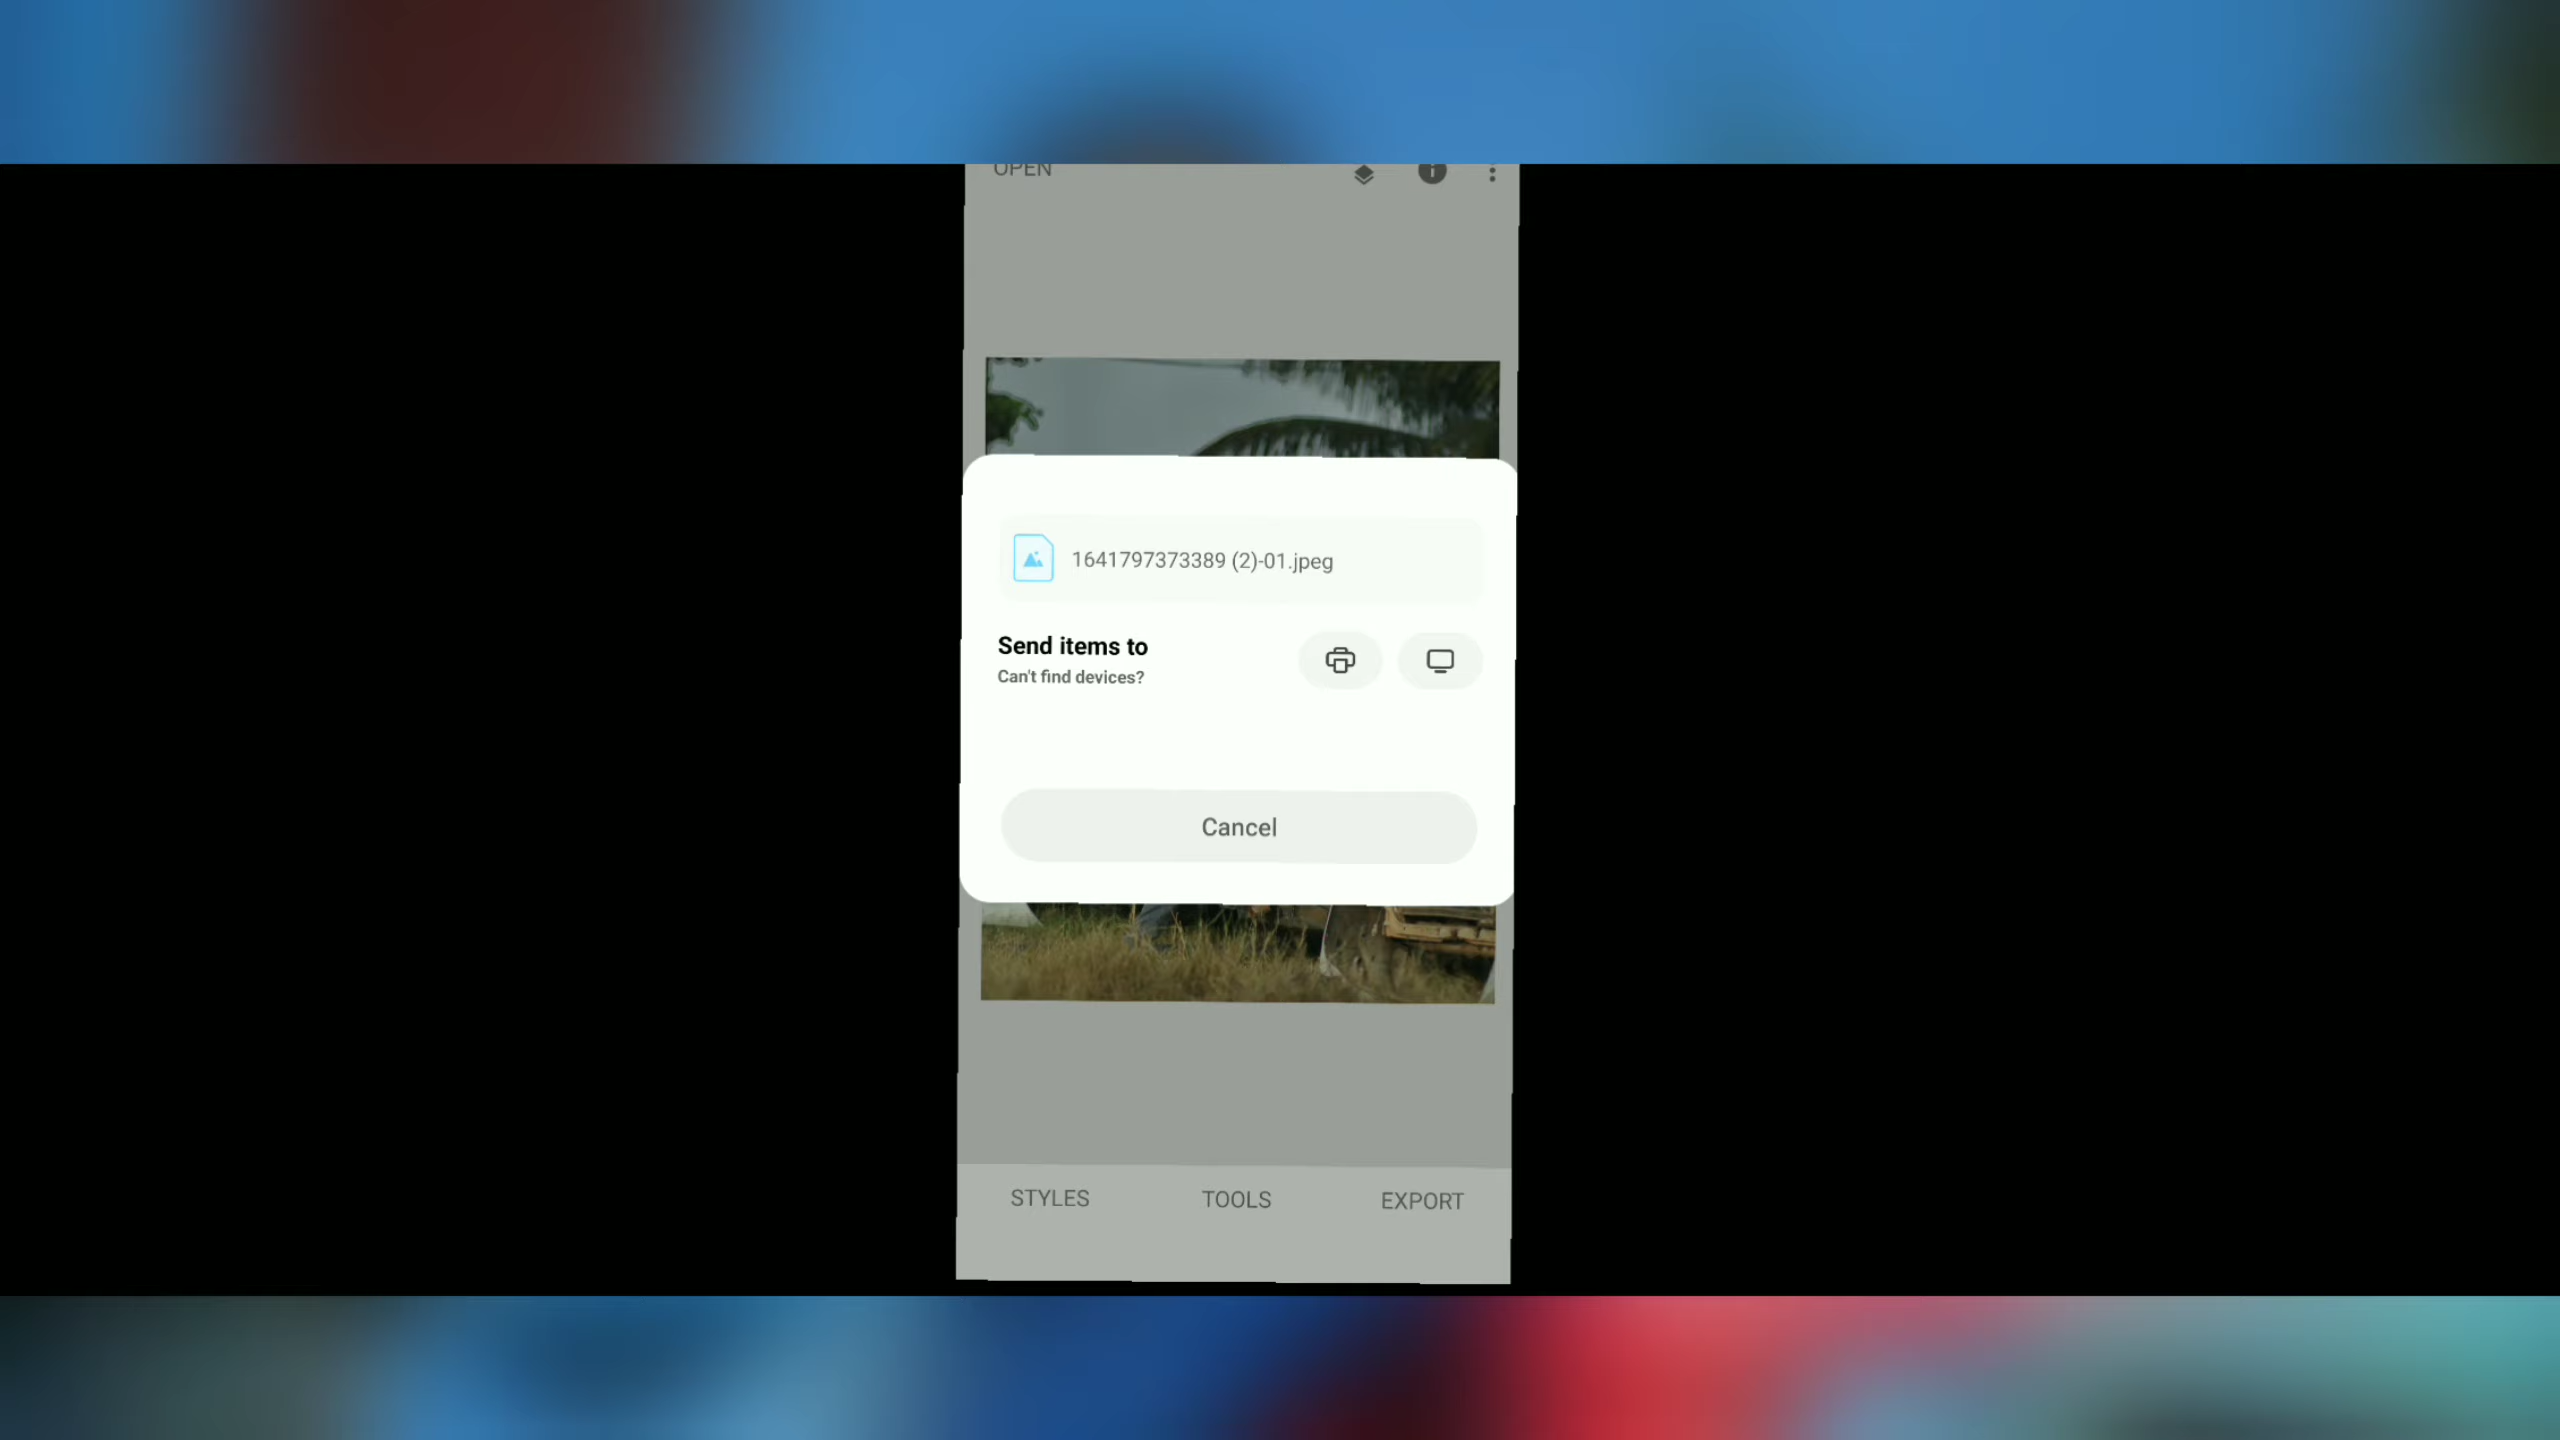 OPEN
1641797373389 (2)-01.jpeg
Send items to
Can't find devices?
Cancel
STYLES
TOOLS
EXPORT